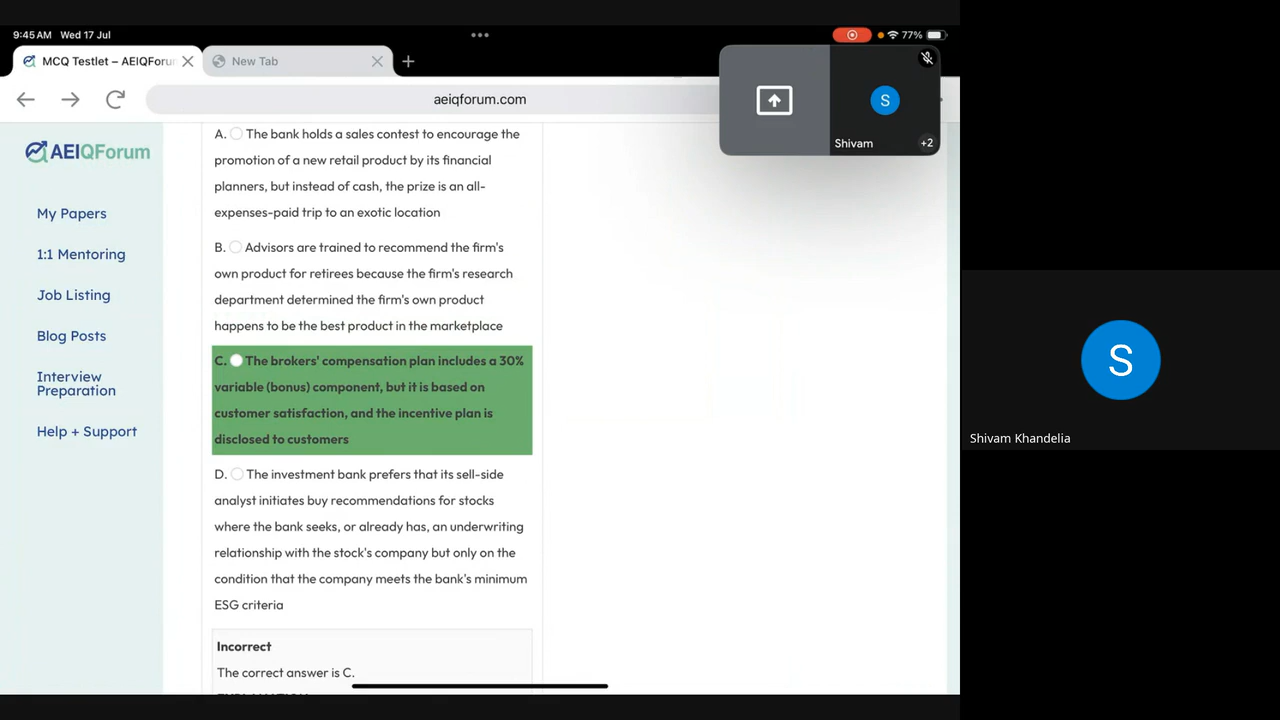 9:45 AM Wed 17 Jul
77%
MCQ Testlet – AEIQForu
New Tab
aeiqforum.com
S
Shivam
+2
AEIQForum
My Papers
1:1 Mentoring
Job Listing
Blog Posts
Interview
Preparation
Help + Support
A. The bank holds a sales contest to encourage the
promotion of a new retail product by its financial
planners, but instead of cash, the prize is an all-
expenses-paid trip to an exotic location
B. Advisors are trained to recommend the firm's
own product for retirees because the firm's research
department determined the firm's own product
happens to be the best product in the marketplace
C. The brokers' compensation plan includes a 30%
variable (bonus) component, but it is based on
customer satisfaction, and the incentive plan is
disclosed to customers
D. The investment bank prefers that its sell-side
analyst initiates buy recommendations for stocks
where the bank seeks, or already has, an underwriting
relationship with the stock's company but only on the
condition that the company meets the bank's minimum
ESG criteria
Incorrect
The correct answer is C.
S
Shivam Khandelia